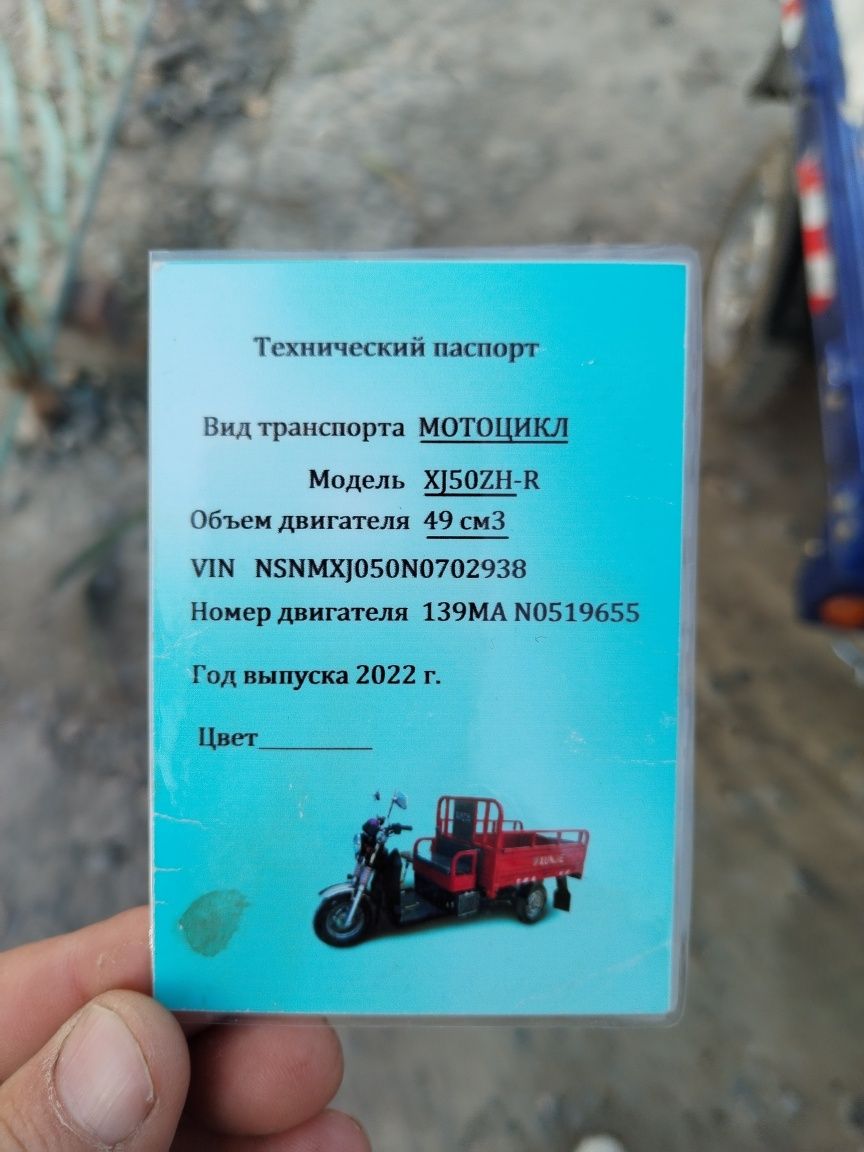 Технический паспорт
Вид транспорта МОТОЦИКЛ
Модель XJ50ZH-R
Объем двигателя 49 см3
VIN NSNMXJ050N0702938
Номер двигателя 139MA N0519655
Год выпуска 2022 г.
Цвет_________